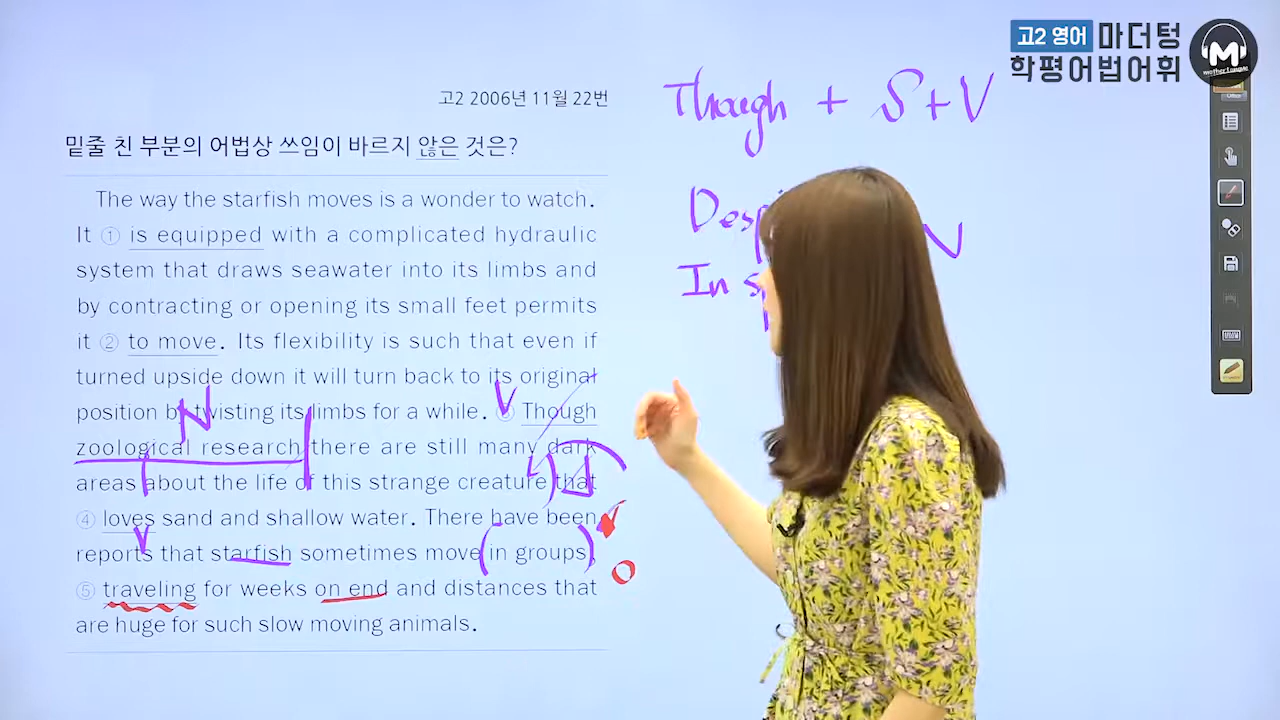 고2 영어 마더텅
학평어법어휘
mother tongue
고2 2006년 11월 22번
Though + S+V
밑줄 친 부분의 어법상 쓰임이 바르지 않은 것은?
The way the starfish moves is a wonder to watch.
It ① is equipped with a complicated hydraulic
system that draws seawater into its limbs and
by contracting or opening its small feet permits
it ② to move. Its flexibility is such that even if
turned upside down it will turn back to its original
position by twisting its limbs for a while. ③ Though
zoological research there are still many dark
areas about the life of this strange creature that
④ loves sand and shallow water. There have been
reports that starfish sometimes move in groups,
⑤ traveling for weeks on end and distances that
are huge for such slow moving animals.
N
In
N
V
V